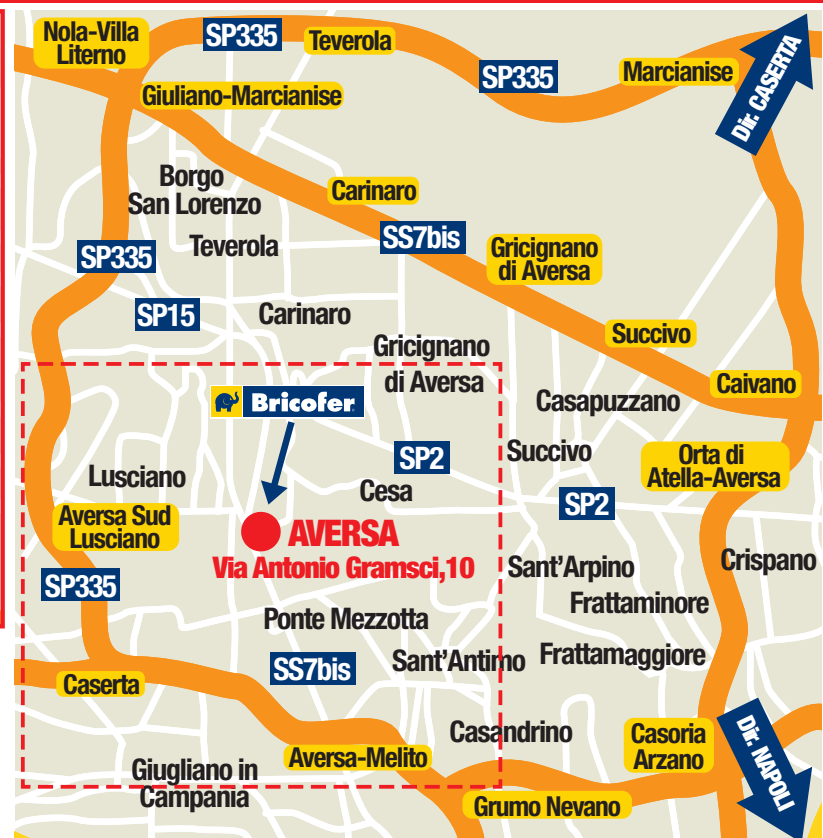 Nola-Villa
Literno
SP335
Teverola
SP335
Marcianise
Dir. CASERTA
Giuliano-Marcianise
Borgo
San Lorenzo
Carinaro
Teverola
SS7bis
SP335
Gricignano
di Aversa
SP15
Carinaro
Succivo
Gricignano
di Aversa
Caivano
Bricofer
Casapuzzano
Lusciano
SP2
Succivo
Orta di
Atella-Aversa
Cesa
SP2
Aversa Sud
Lusciano
AVERSA
Via Antonio Gramsci,10
Sant'Arpino
Crispano
SP335
Frattaminore
Ponte Mezzotta
SS7bis
Sant'Antimo
Frattamaggiore
Caserta
Casandrino
Casoria
Arzano
Dir. NAPOLI
Aversa-Melito
Giugliano in
Campania
Grumo Nevano